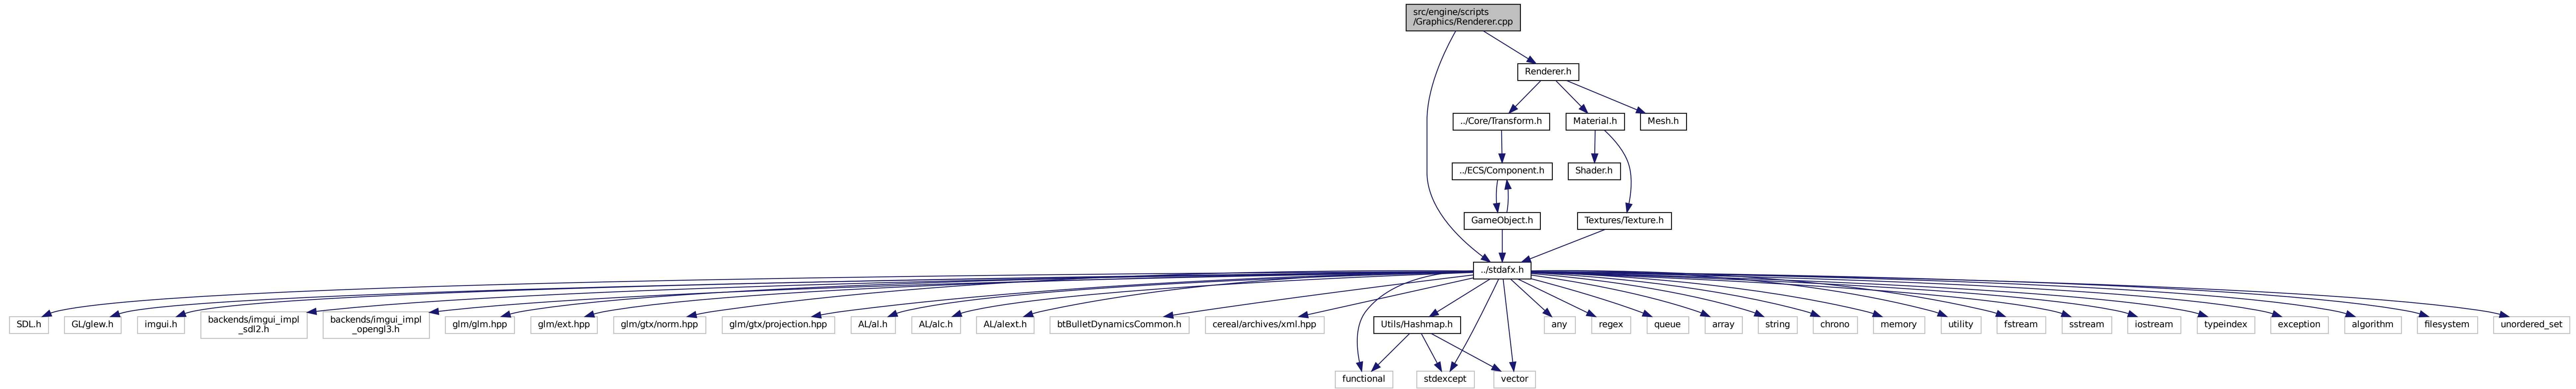 src/engine/scripts
/Graphics/Renderer.cpp
Renderer.h
../Core/Transform.h
Material.h
Mesh.h
../ECS/Component.h
Shader.h
GameObject.h
Textures/Texture.h
../stdafx.h
SDL.h
GL/glew.h
imgui.h
backends/imgui_impl
_sdl2.h
backends/imgui_impl
_opengl3.h
glm/glm.hpp
glm/ext.hpp
glm/gtx/norm.hpp
glm/gtx/projection.hpp
AL/al.h
AL/alc.h
AL/alext.h
btBulletDynamicsCommon.h
cereal/archives/xml.hpp
Utils/Hashmap.h
any
regex
queue
array
string
chrono
memory
utility
fstream
sstream
iostream
typeindex
exception
algorithm
filesystem
unordered_set
functional
stdexcept
vector